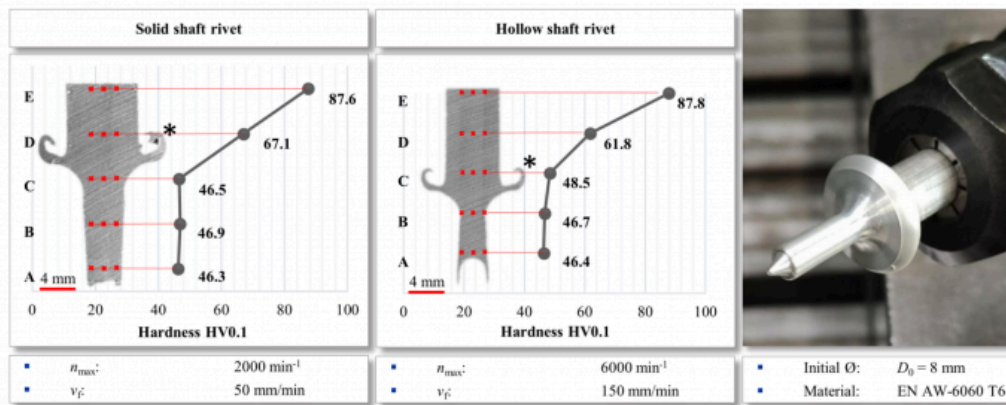 Solid shaft rivet
Hollow shaft rivet
E
87.6
D
*
67.1
C
46.5
B
46.9
A
46.3
4 mm
0 20 40 60 80 100
Hardness HV0.1
E
87.8
D
61.8
*
C
48.5
B
46.7
A
46.4
4 mm
0 20 40 60 80 100
Hardness HV0.1
▪ nmax: 2000 min⁻¹
▪ vf: 50 mm/min
▪ nmax: 6000 min⁻¹
▪ vf: 150 mm/min
▪ Initial Ø: D₀ = 8 mm
▪ Material: EN AW-6060 T6